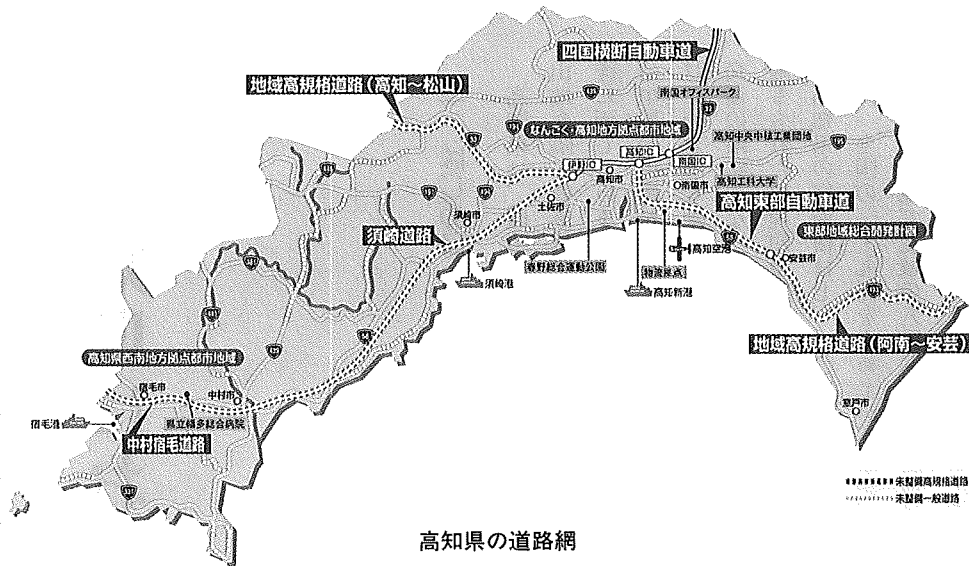 四国横断自動車道
地域高規格道路(高知～松山)
南国オフィスパーク
なんごく・高知地方拠点都市地域
高知中央中核工業団地
伊野IC
高知IC
南国IC
高知市
南国市
高知工科大学
土佐市
須崎市
高知東部自動車道
須崎道路
東部地域総合開発計画
春野総合運動公園
物流拠点
高知空港
安芸市
須崎港
高知新港
地域高規格道路(阿南～安芸)
高知県西南地方拠点都市地域
宿毛市
中村市
室戸市
宿毛港
県立幡多総合病院
中村宿毛道路
未整備高規格道路
未整備一般道路
高知県の道路網